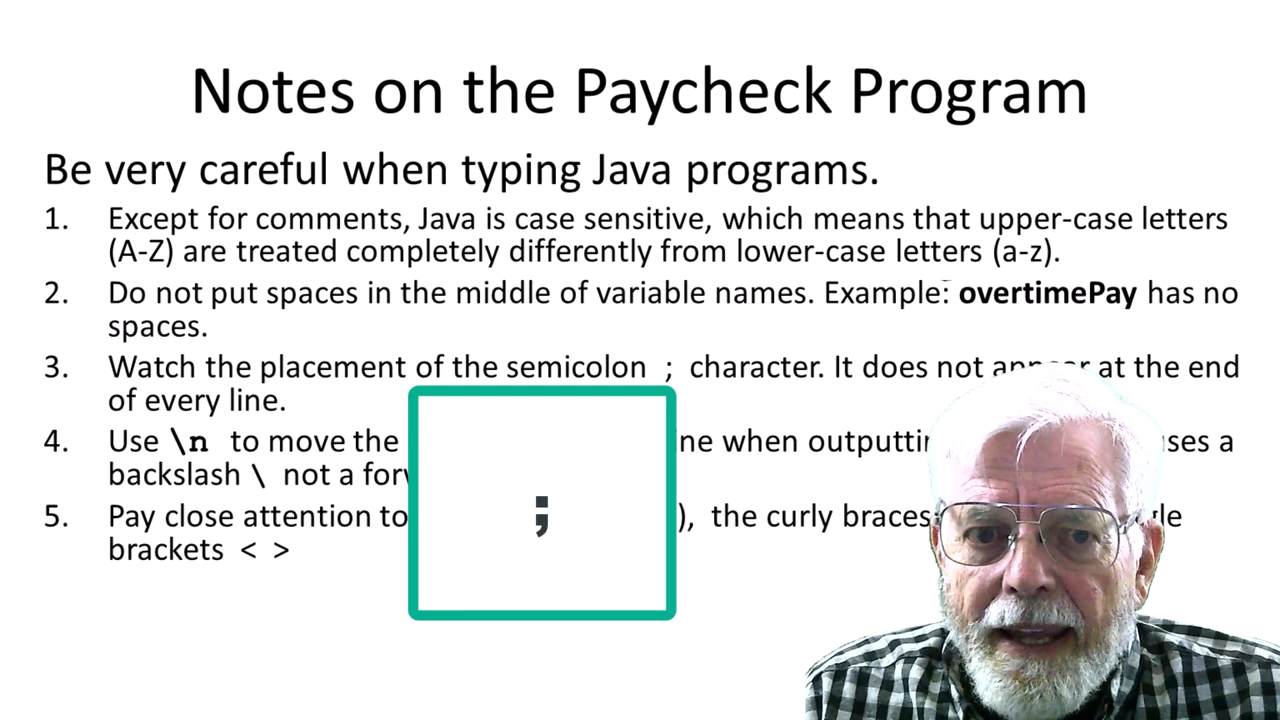 Notes on the Paycheck Program
Be very careful when typing Java programs.
1. Except for comments, Java is case sensitive, which means that upper-case letters
(A-Z) are treated completely differently from lower-case letters (a-z).
2. Do not put spaces in the middle of variable names. Example: overtimePay has no
spaces.
3. Watch the placement of the semicolon ; character. It does not appear at the end
of every line.
4. Use \n to move the ne when outputti ses a
backslash \ not a for
;
5. Pay close attention to ), the curly braces gle
brackets < >